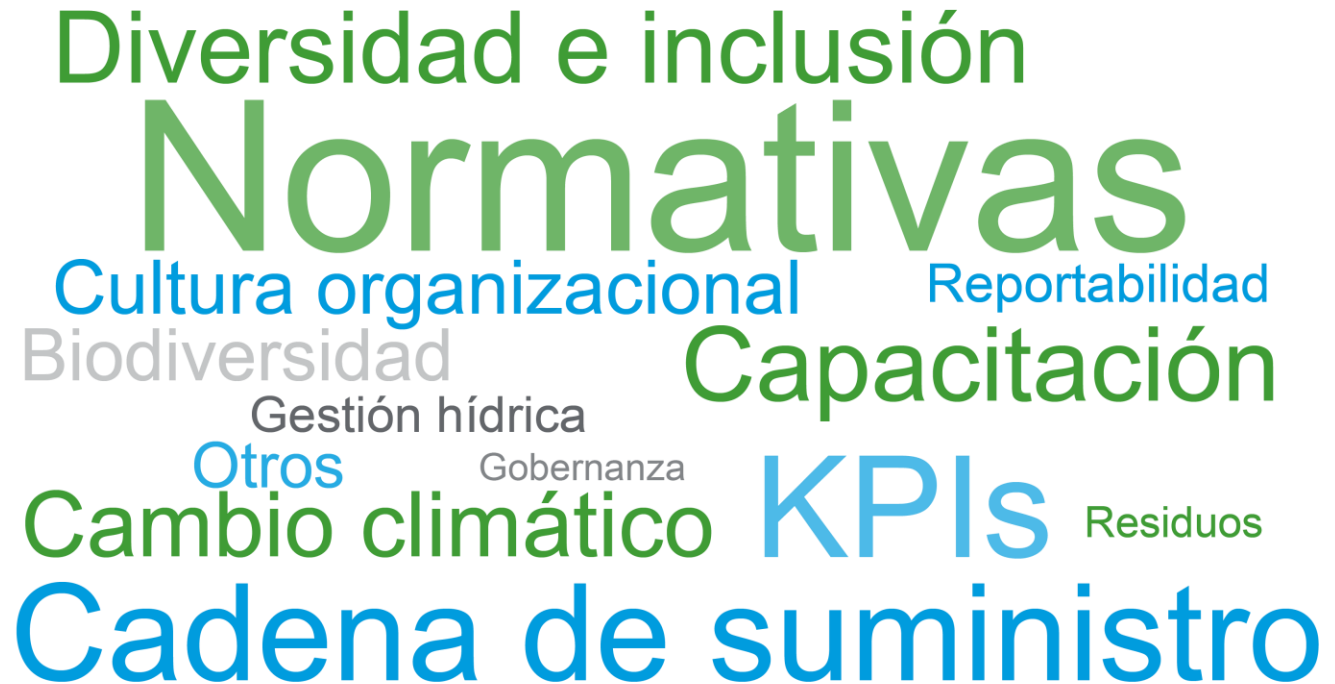 Diversidad e inclusión
Normativas
Cultura organizacional
Reportabilidad
Biodiversidad
Capacitación
Gestión hídrica
Otros
Gobernanza
Cambio climático
KPIs
Residuos
Cadena de suministro